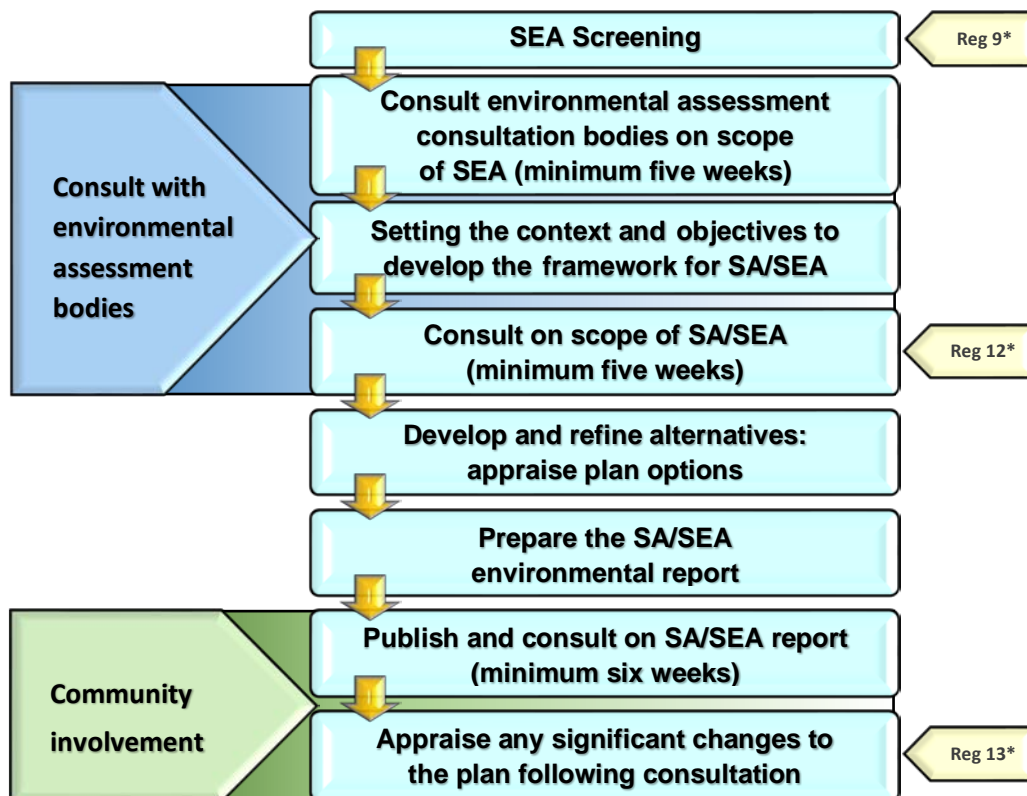 SEA Screening
Reg 9*
Consult environmental assessment
consultation bodies on scope
of SEA (minimum five weeks)
Consult with
environmental
assessment
bodies
Setting the context and objectives to
develop the framework for SA/SEA
Consult on scope of SA/SEA
(minimum five weeks)
Reg 12*
Develop and refine alternatives:
appraise plan options
Prepare the SA/SEA
environmental report
Publish and consult on SA/SEA report
(minimum six weeks)
Community
involvement
Appraise any significant changes to
the plan following consultation
Reg 13*